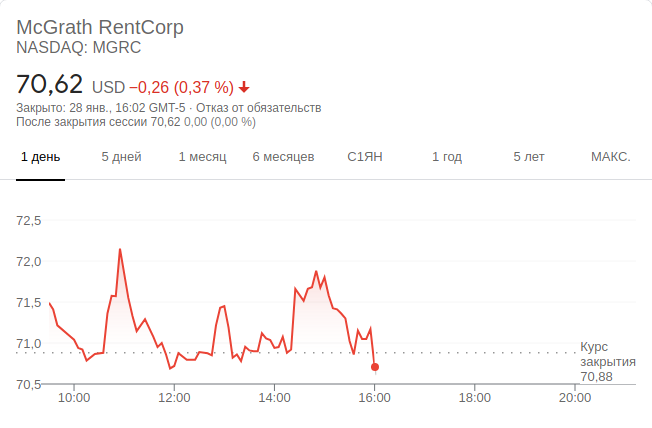 McGrath RentCorp
NASDAQ: MGRC
70,62 USD −0,26 (0,37 %)
Закрыто: 28 янв., 16:02 GMT-5 · Отказ от обязательств
После закрытия сессии 70,62 0,00 (0,00 %)
1 день 5 дней 1 месяц 6 месяцев С1ЯН 1 год 5 лет МАКС.
72,5
72,0
71,5
71,0
70,5
Курс
закрытия
70,88
10:00 12:00 14:00 16:00 18:00 20:00